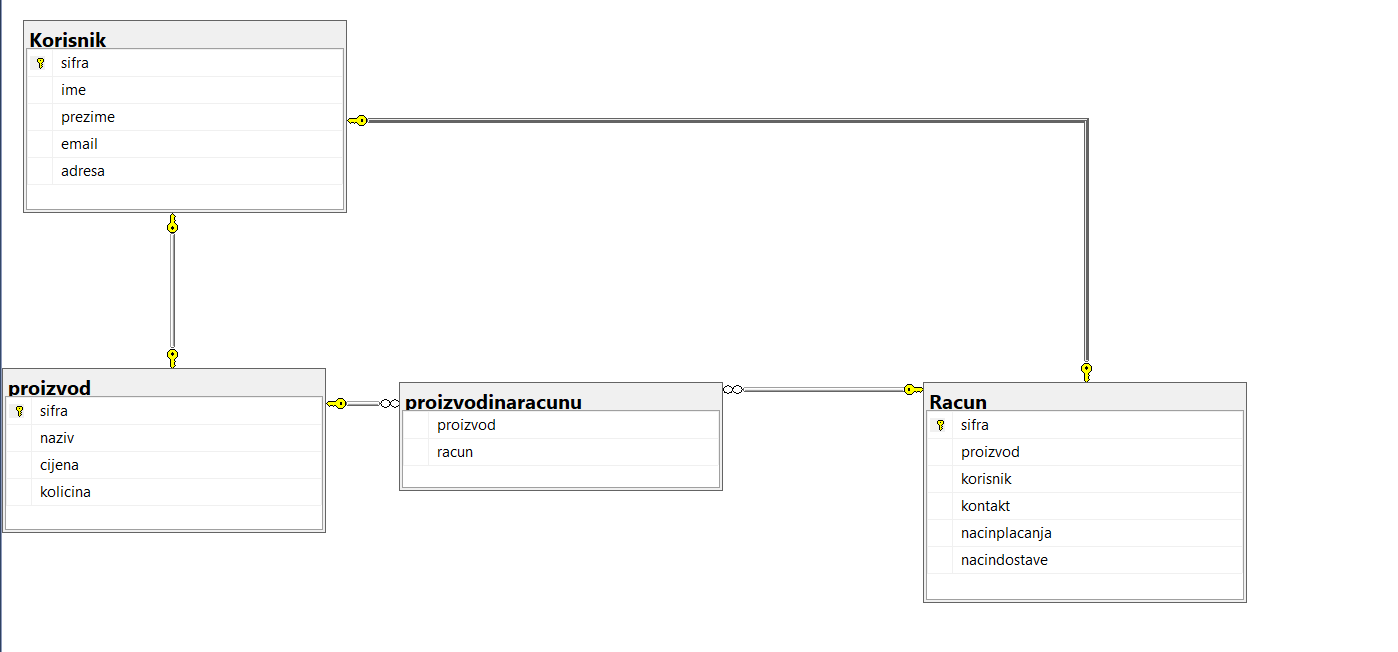 Korisnik
sifra
ime
prezime
email
adresa
proizvod
sifra
naziv
cijena
kolicina
proizvodinaracunu
proizvod
racun
Racun
sifra
proizvod
korisnik
kontakt
nacinplacanja
nacindostave